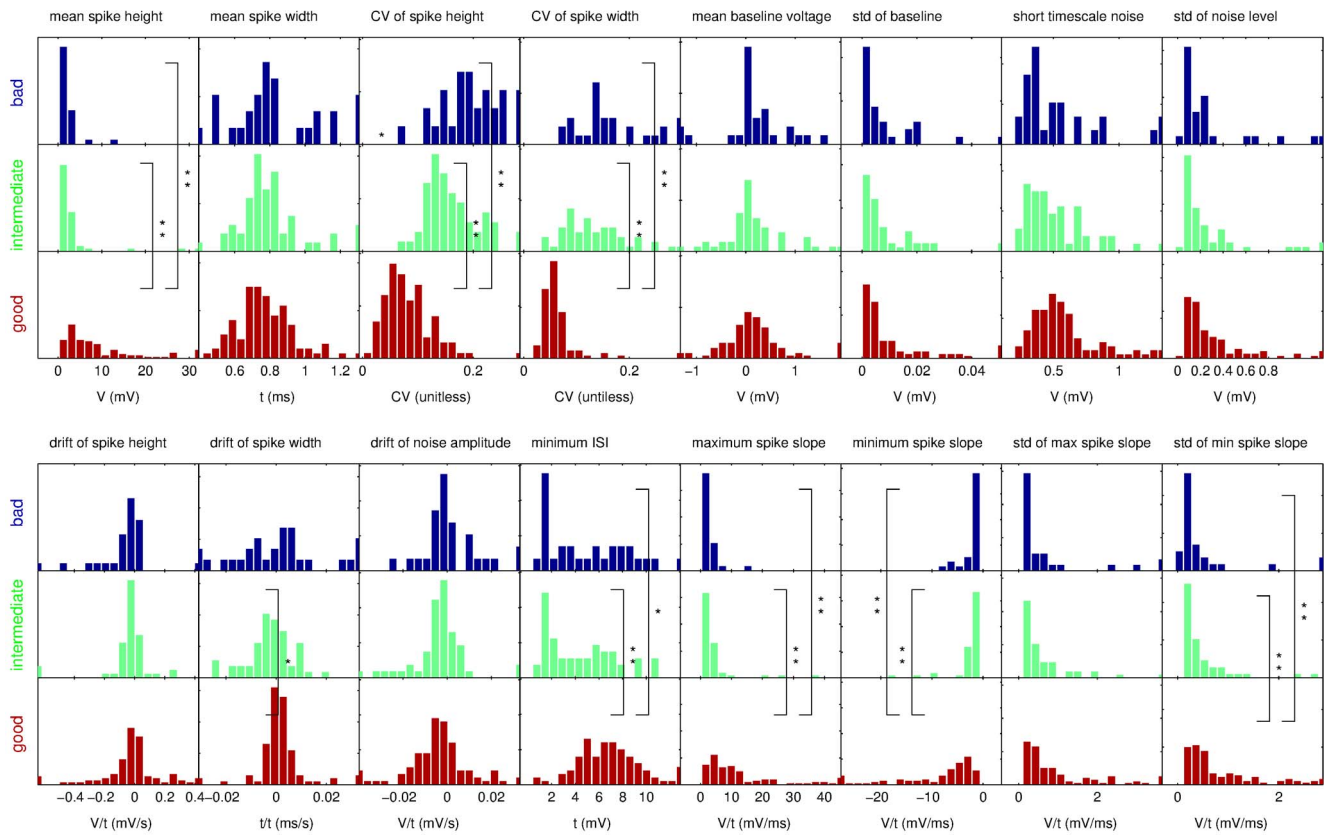 mean spike height mean spike width CV of spike height CV of spike width mean baseline voltage std of baseline short timescale noise std of noise level
bad
*
* *
* *
* *
intermediate
* *
* *
* *
good
0 10 20 30 0.6 0.8 1 1.2 0 0.2 0 0.2 −1 0 1 0 0.02 0.04 0.5 1 0 0.2 0.4 0.6 0.8
V (mV) t (ms) CV (unitless) CV (untiless) V (mV) V (mV) V (mV) V (mV)
drift of spike height drift of spike width drift of noise amplitude minimum ISI maximum spike slope minimum spike slope std of max spike slope std of min spike slope
bad
intermediate
* * * * * * * *
* * * * * * * * * *
good
−0.4 −0.2 0 0.2 0.4 −0.02 0 0.02 −0.02 0 0.02 2 4 6 8 10 0 20 40 −20 −10 0 0 2 0 2
V/t (mV/s) t/t (ms/s) V/t (mV/s) t (mV) V/t (mV/ms) V/t (mV/ms) V/t (mV/ms) V/t (mV/ms)